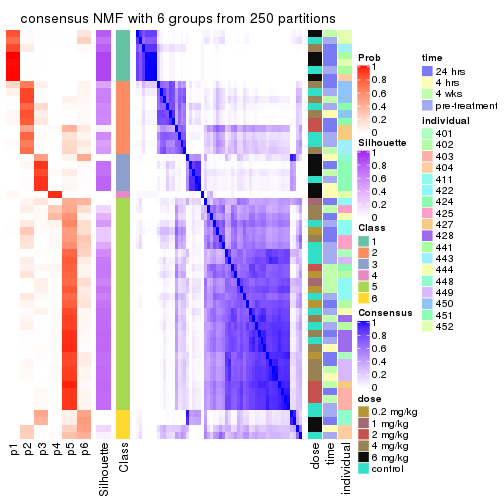 consensus NMF with 6 groups from 250 partitions
p1
p2
p3
p4
p5
p6
Silhouette
Class
dose
time
individual
Prob
1
0.8
0.6
0.4
0.2
0
Silhouette
1
0.8
0.6
0.4
0.2
0
Class
1
2
3
4
5
6
Consensus
1
0.8
0.6
0.4
0.2
0
dose
0.2 mg/kg
1 mg/kg
2 mg/kg
4 mg/kg
6 mg/kg
control
time
24 hrs
4 hrs
4 wks
pre-treatment
individual
401
402
403
404
411
422
424
425
427
428
441
443
444
448
449
450
451
452